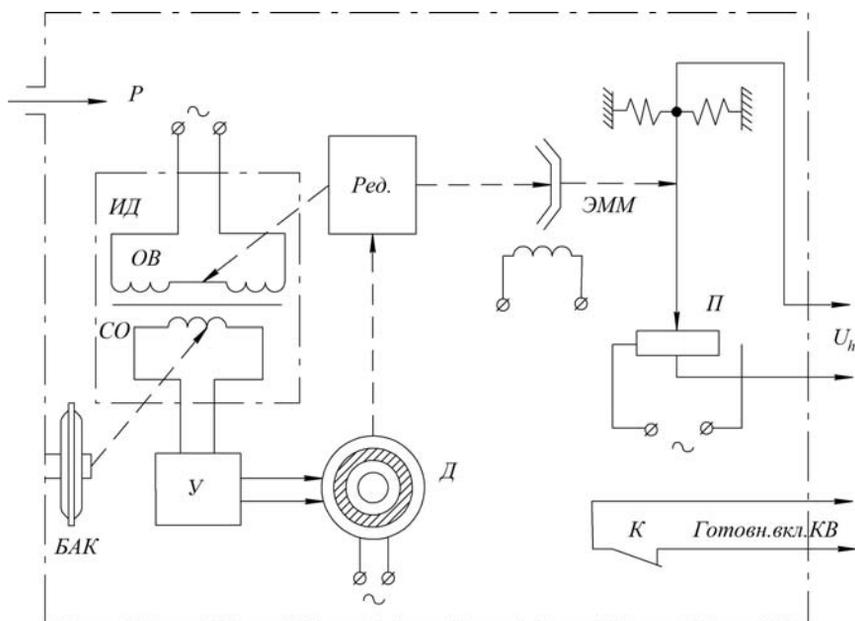 P
~
ИД
Ред.
ЭММ
ОВ
СО
П
U_h
~
У
Д
БАК
К Готовн.вкл.КВ
~